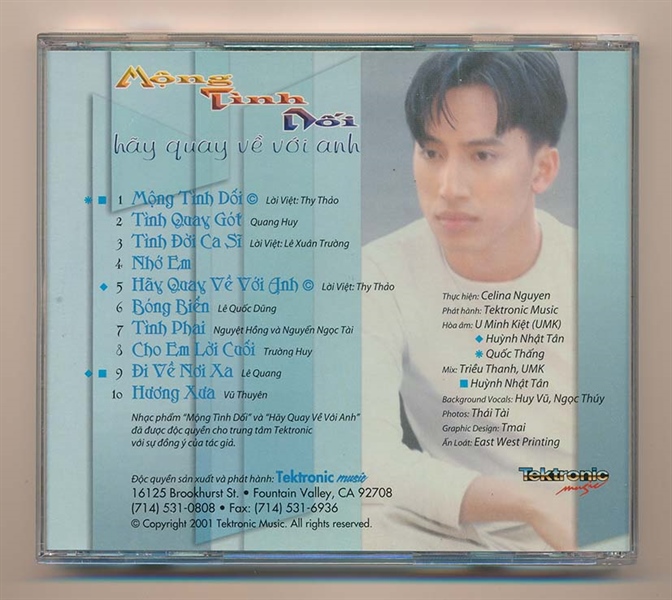 Mộng
Tình
Dối
hãy quay về với anh
✱ ■ 1 Mộng Tình Dối © Lời Việt: Thy Thảo
2 Tình Quay Gót Quang Huy
3 Tình Đời Ca Sĩ Lời Việt: Lê Xuân Trường
4 Nhớ Em
◆ 5 Hãy Quay Về Với Anh © Lời Việt: Thy Thảo
6 Bóng Biển Lê Quốc Dũng
7 Tình Phai Nguyệt Hồng và Nguyễn Ngọc Tài
8 Cho Em Lời Cuối Trường Huy
◆ ■ 9 Đi Về Nơi Xa Lê Quang
10 Hương Xưa Vũ Thuyên
Nhạc phẩm "Mộng Tình Dối" và "Hãy Quay Về Với Anh"
đã được độc quyền cho trung tâm Tektronic
với sự đồng ý của tác giả.
Thực hiện: Celina Nguyen
Phát hành: Tektronic Music
Hòa âm: U Minh Kiệt (UMK)
◆ Huỳnh Nhật Tân
✱ Quốc Thắng
Mix: Triều Thanh, UMK
■ Huỳnh Nhật Tân
Background Vocals: Huy Vũ, Ngọc Thúy
Photos: Thái Tài
Graphic Design: Tmai
Ấn Loát: East West Printing
Độc quyền sản xuất và phát hành: Tektronic music
16125 Brookhurst St. • Fountain Valley, CA 92708
(714) 531-0808 • Fax: (714) 531-6936
© Copyright 2001 Tektronic Music. All rights reserved.
Tektronic
music